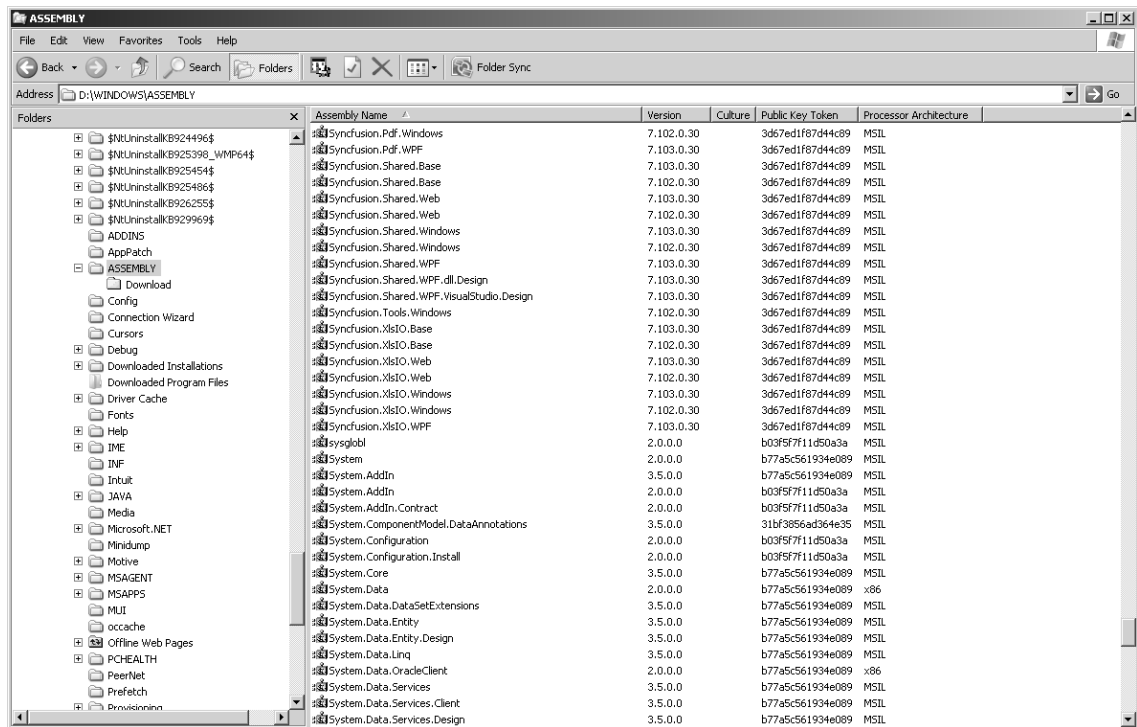 ASSEMBLY
File Edit View Favorites Tools Help
Back Search Folders Folder Sync
Address D:\WINDOWS\ASSEMBLY Go
Folders
$NtUninstallKB924496$
$NtUninstallKB925398_WMP64$
$NtUninstallKB925454$
$NtUninstallKB925486$
$NtUninstallKB926255$
$NtUninstallKB929969$
ADDINS
AppPatch
ASSEMBLY
Download
Config
Connection Wizard
Cursors
Debug
Downloaded Installations
Downloaded Program Files
Driver Cache
Fonts
Help
IME
INF
Intuit
JAVA
Media
Microsoft.NET
Minidump
Motive
MSAGENT
MSAPPS
MUI
occache
Offline Web Pages
PCHEALTH
PeerNet
Prefetch
Provisioning
Assembly Name Version Culture Public Key Token Processor Architecture
Syncfusion.Pdf.Windows 7.102.0.30 3d67ed1f87d44c89 MSIL
Syncfusion.Pdf.WPF 7.103.0.30 3d67ed1f87d44c89 MSIL
Syncfusion.Shared.Base 7.103.0.30 3d67ed1f87d44c89 MSIL
Syncfusion.Shared.Base 7.102.0.30 3d67ed1f87d44c89 MSIL
Syncfusion.Shared.Web 7.103.0.30 3d67ed1f87d44c89 MSIL
Syncfusion.Shared.Web 7.102.0.30 3d67ed1f87d44c89 MSIL
Syncfusion.Shared.Windows 7.103.0.30 3d67ed1f87d44c89 MSIL
Syncfusion.Shared.Windows 7.102.0.30 3d67ed1f87d44c89 MSIL
Syncfusion.Shared.WPF 7.103.0.30 3d67ed1f87d44c89 MSIL
Syncfusion.Shared.WPF.dll.Design 7.103.0.30 3d67ed1f87d44c89 MSIL
Syncfusion.Shared.WPF.VisualStudio.Design 7.103.0.30 3d67ed1f87d44c89 MSIL
Syncfusion.Tools.Windows 7.102.0.30 3d67ed1f87d44c89 MSIL
Syncfusion.XlsIO.Base 7.103.0.30 3d67ed1f87d44c89 MSIL
Syncfusion.XlsIO.Base 7.102.0.30 3d67ed1f87d44c89 MSIL
Syncfusion.XlsIO.Web 7.103.0.30 3d67ed1f87d44c89 MSIL
Syncfusion.XlsIO.Web 7.102.0.30 3d67ed1f87d44c89 MSIL
Syncfusion.XlsIO.Windows 7.103.0.30 3d67ed1f87d44c89 MSIL
Syncfusion.XlsIO.Windows 7.102.0.30 3d67ed1f87d44c89 MSIL
Syncfusion.XlsIO.WPF 7.103.0.30 3d67ed1f87d44c89 MSIL
sysglobl 2.0.0.0 b03f5f7f11d50a3a MSIL
System 2.0.0.0 b77a5c561934e089 MSIL
System.AddIn 3.5.0.0 b77a5c561934e089 MSIL
System.AddIn 2.0.0.0 b03f5f7f11d50a3a MSIL
System.AddIn.Contract 2.0.0.0 b03f5f7f11d50a3a MSIL
System.ComponentModel.DataAnnotations 3.5.0.0 31bf3856ad364e35 MSIL
System.Configuration 2.0.0.0 b03f5f7f11d50a3a MSIL
System.Configuration.Install 2.0.0.0 b03f5f7f11d50a3a MSIL
System.Core 3.5.0.0 b77a5c561934e089 MSIL
System.Data 2.0.0.0 b77a5c561934e089 x86
System.Data.DataSetExtensions 3.5.0.0 b77a5c561934e089 MSIL
System.Data.Entity 3.5.0.0 b77a5c561934e089 MSIL
System.Data.Entity.Design 3.5.0.0 b77a5c561934e089 MSIL
System.Data.Linq 3.5.0.0 b77a5c561934e089 MSIL
System.Data.OracleClient 2.0.0.0 b77a5c561934e089 x86
System.Data.Services 3.5.0.0 b77a5c561934e089 MSIL
System.Data.Services.Client 3.5.0.0 b77a5c561934e089 MSIL
System.Data.Services.Design 3.5.0.0 b77a5c561934e089 MSIL